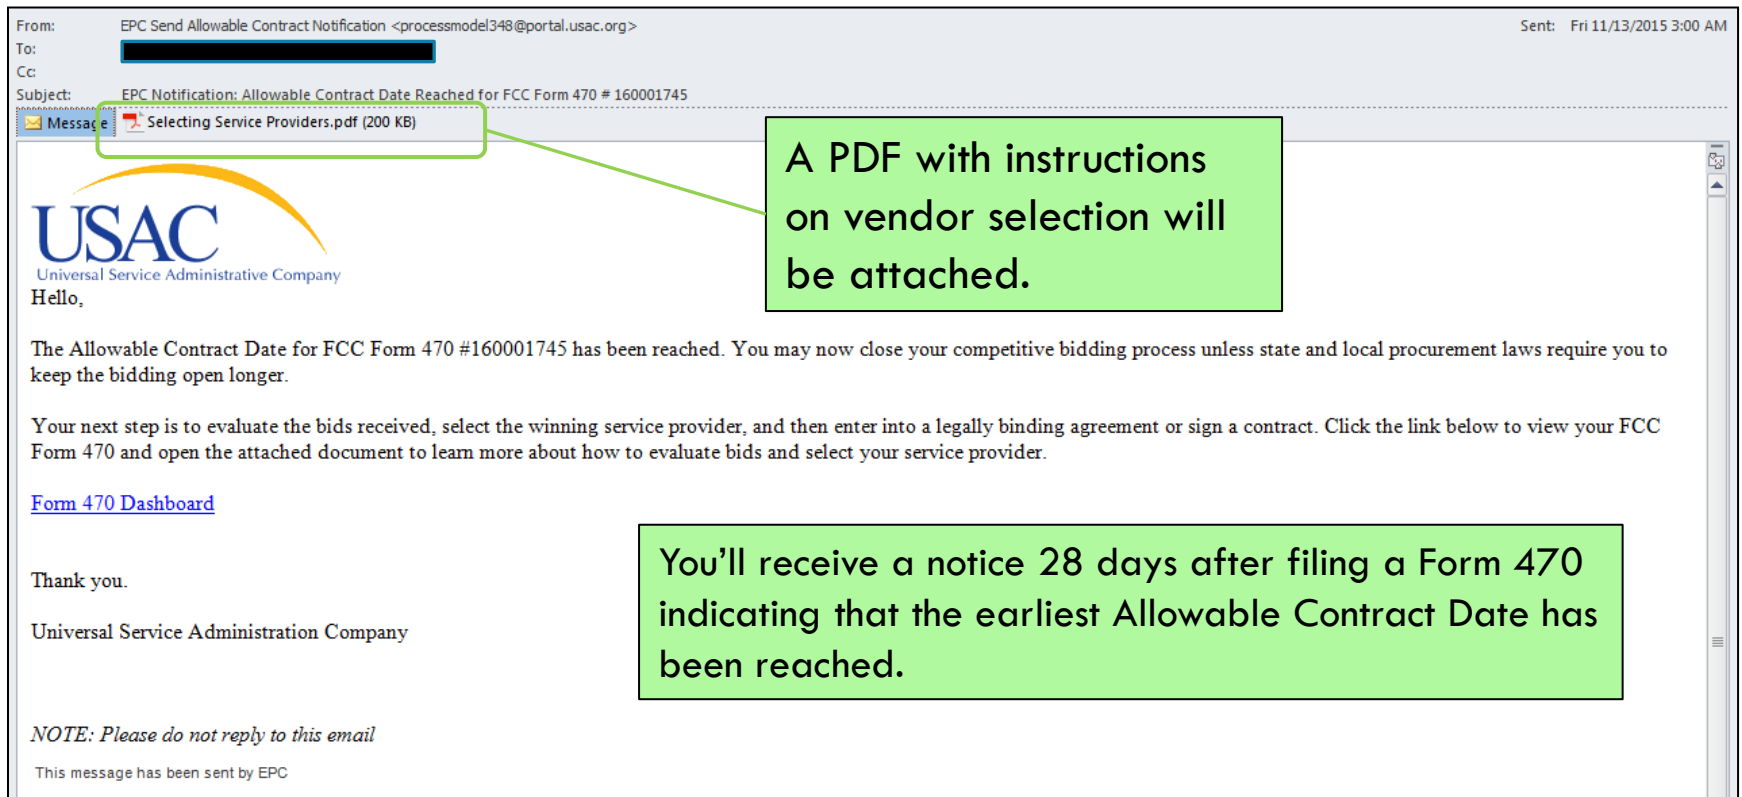 From: EPC Send Allowable Contract Notification <processmodel348@portal.usac.org> Sent: Fri 11/13/2015 3:00 AM
To:
Cc:
Subject: EPC Notification: Allowable Contract Date Reached for FCC Form 470 # 160001745
Message Selecting Service Providers.pdf (200 KB)
A PDF with instructions
on vendor selection will
be attached.
USAC
Universal Service Administrative Company
Hello,
The Allowable Contract Date for FCC Form 470 #160001745 has been reached. You may now close your competitive bidding process unless state and local procurement laws require you to
keep the bidding open longer.
Your next step is to evaluate the bids received, select the winning service provider, and then enter into a legally binding agreement or sign a contract. Click the link below to view your FCC
Form 470 and open the attached document to learn more about how to evaluate bids and select your service provider.
Form 470 Dashboard
You'll receive a notice 28 days after filing a Form 470
indicating that the earliest Allowable Contract Date has
been reached.
Thank you.
Universal Service Administration Company
NOTE: Please do not reply to this email
This message has been sent by EPC